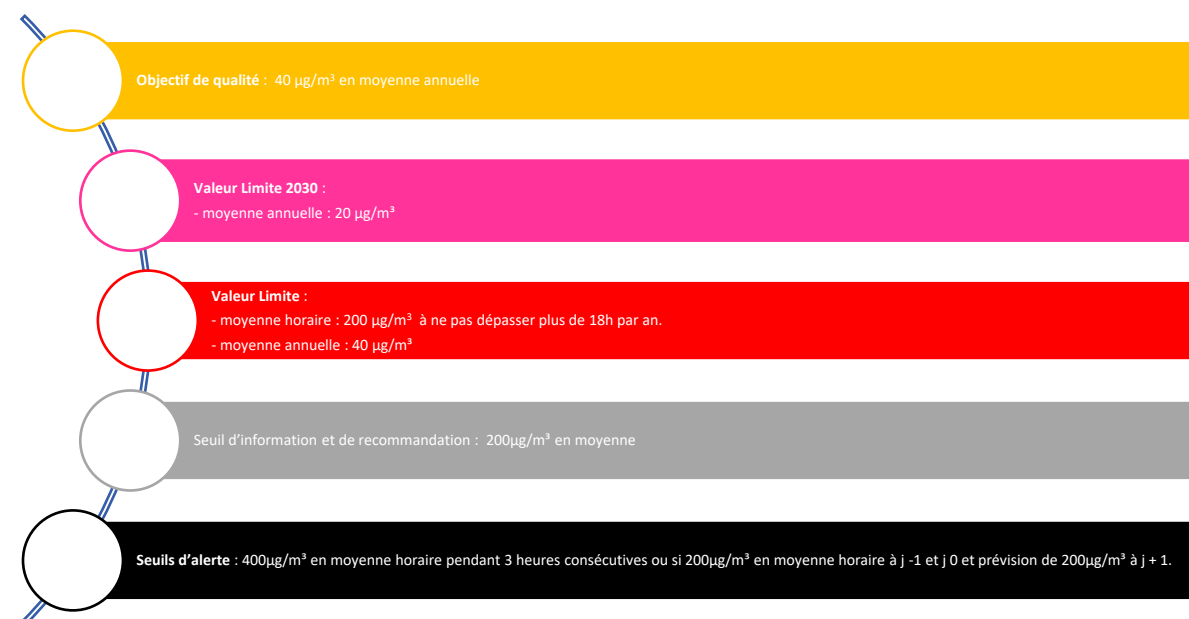 Objectif de qualité : 40 µg/m³ en moyenne annuelle
Valeur Limite 2030 :
- moyenne annuelle : 20 µg/m³
Valeur Limite :
- moyenne horaire : 200 µg/m³ à ne pas dépasser plus de 18h par an.
- moyenne annuelle : 40 µg/m³
Seuil d’information et de recommandation : 200µg/m³ en moyenne
Seuils d’alerte : 400µg/m³ en moyenne horaire pendant 3 heures consécutives ou si 200µg/m³ en moyenne horaire à j -1 et j 0 et prévision de 200µg/m³ à j + 1.